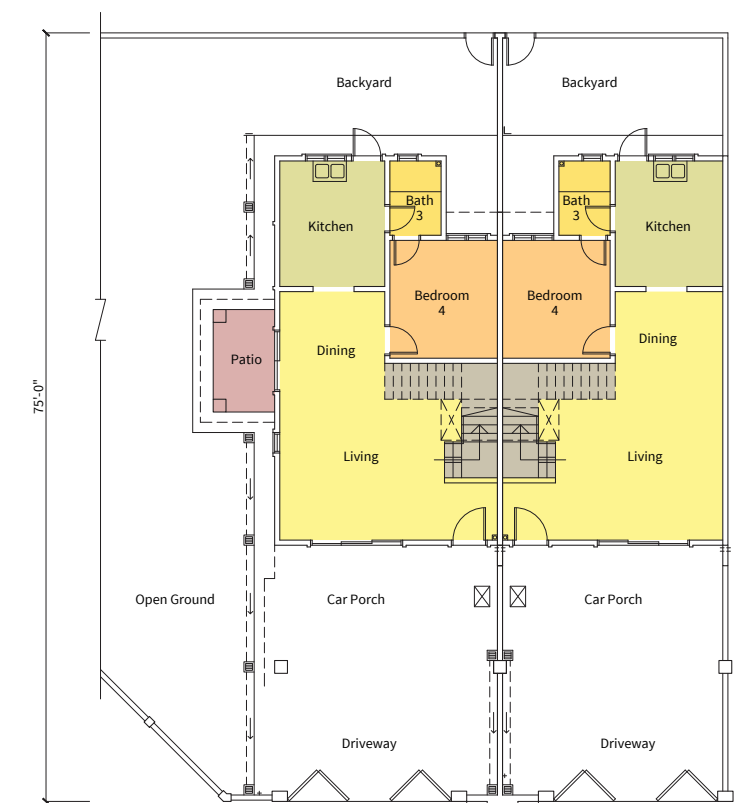 Backyard
Backyard
Bath
3
Bath
3
Kitchen
Kitchen
Bedroom
4
Bedroom
4
Dining
Dining
Patio
75'-0"
Living
Living
Open Ground
Car Porch
Car Porch
Driveway
Driveway